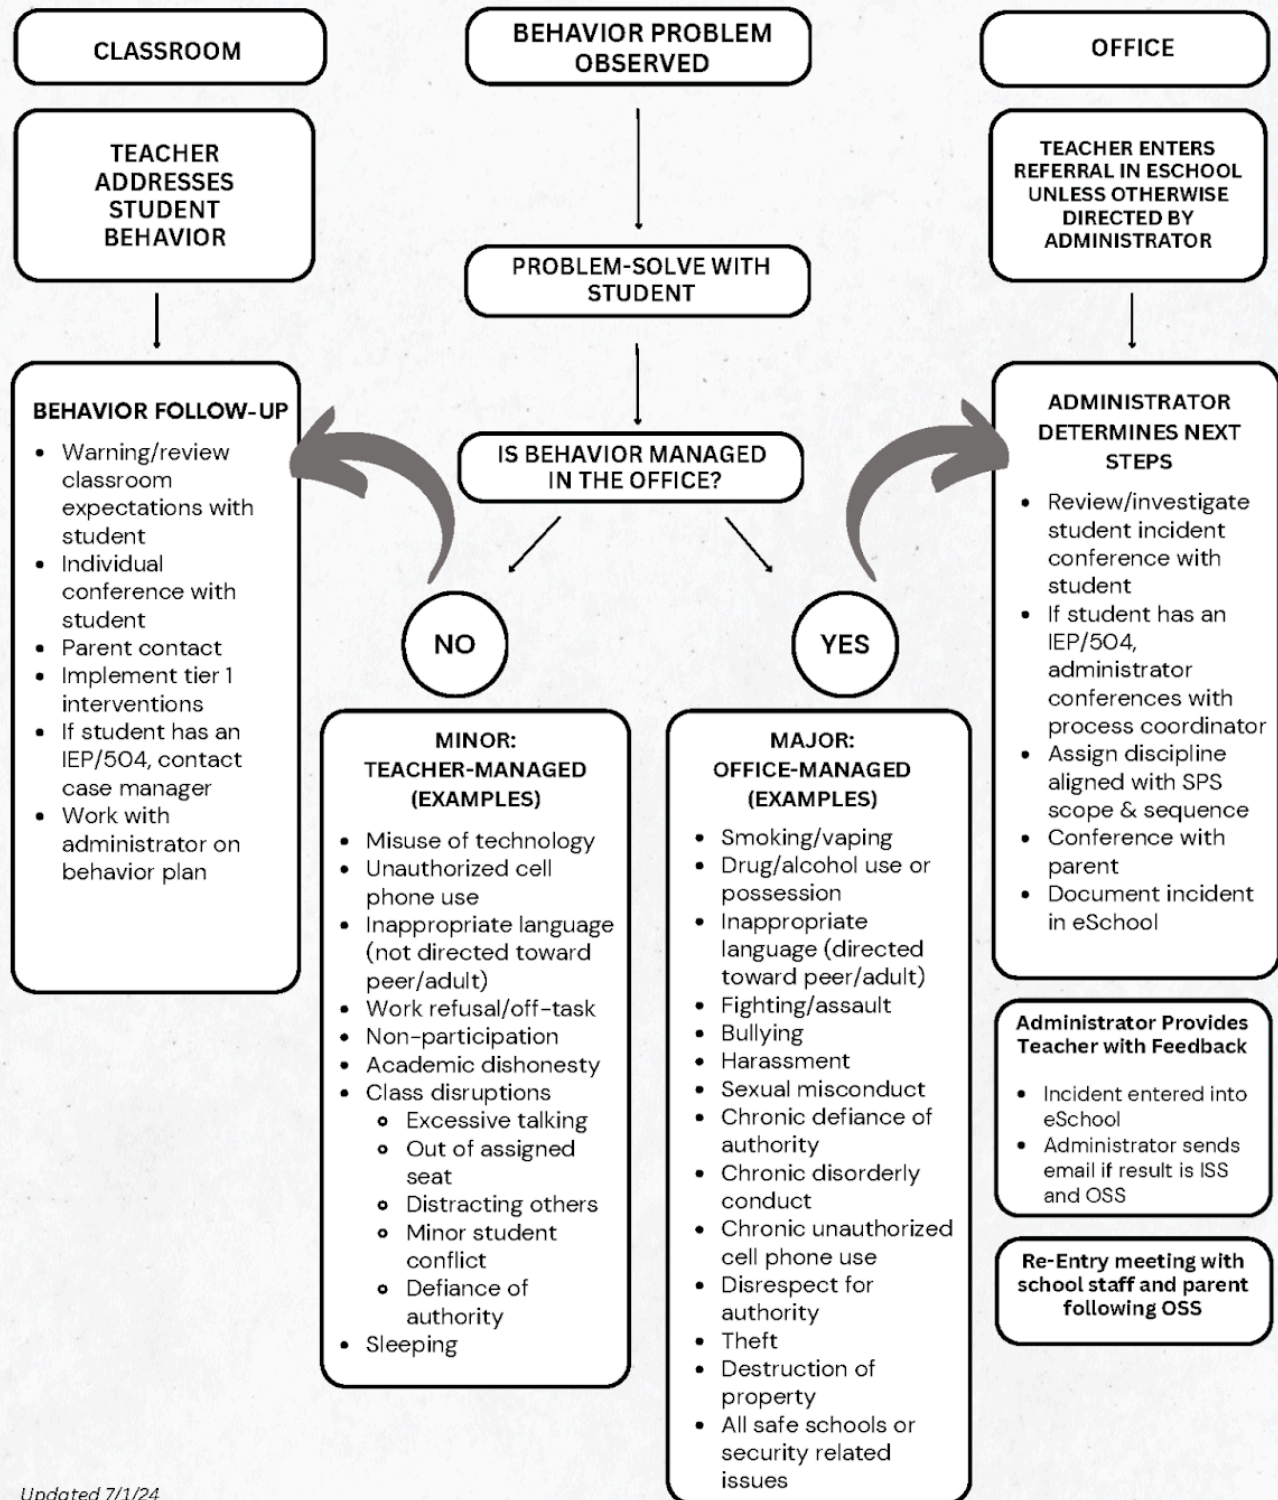 CLASSROOM
TEACHER
ADDRESSES
STUDENT
BEHAVIOR
BEHAVIOR FOLLOW-UP
• Warning/review
classroom
expectations with
student
• Individual
conference with
student
• Parent contact
• Implement tier 1
interventions
• If student has an
IEP/504, contact
case manager
• Work with
administrator on
behavior plan
BEHAVIOR PROBLEM
OBSERVED
PROBLEM-SOLVE WITH
STUDENT
IS BEHAVIOR MANAGED
IN THE OFFICE?
NO
MINOR:
TEACHER-MANAGED
(EXAMPLES)
• Misuse of technology
• Unauthorized cell
phone use
• Inappropriate language
(not directed toward
peer/adult)
• Work refusal/off-task
• Non-participation
• Academic dishonesty
• Class disruptions
Excessive talking
Out of assigned
seat
Distracting others
Minor student
conflict
Defiance of
authority
• Sleeping
YES
MAJOR:
OFFICE-MANAGED
(EXAMPLES)
• Smoking/vaping
• Drug/alcohol use or
possession
• Inappropriate
language (directed
toward peer/adult)
• Fighting/assault
• Bullying
• Harassment
• Sexual misconduct
• Chronic defiance of
authority
• Chronic disorderly
conduct
• Chronic unauthorized
cell phone use
• Disrespect for
authority
• Theft
• Destruction of
property
• All safe schools or
security related
issues
OFFICE
TEACHER ENTERS
REFERRAL IN ESCHOOL
UNLESS OTHERWISE
DIRECTED BY
ADMINISTRATOR
ADMINISTRATOR
DETERMINES NEXT
STEPS
• Review/investigate
student incident
conference with
student
• If student has an
IEP/504,
administrator
conferences with
process coordinator
• Assign discipline
aligned with SPS
scope & sequence
• Conference with
parent
• Document incident
in eSchool
Administrator Provides
Teacher with Feedback
• Incident entered into
eSchool
• Administrator sends
email if result is ISS
and OSS
Re-Entry meeting with
school staff and parent
following OSS
Updated 7/1/24